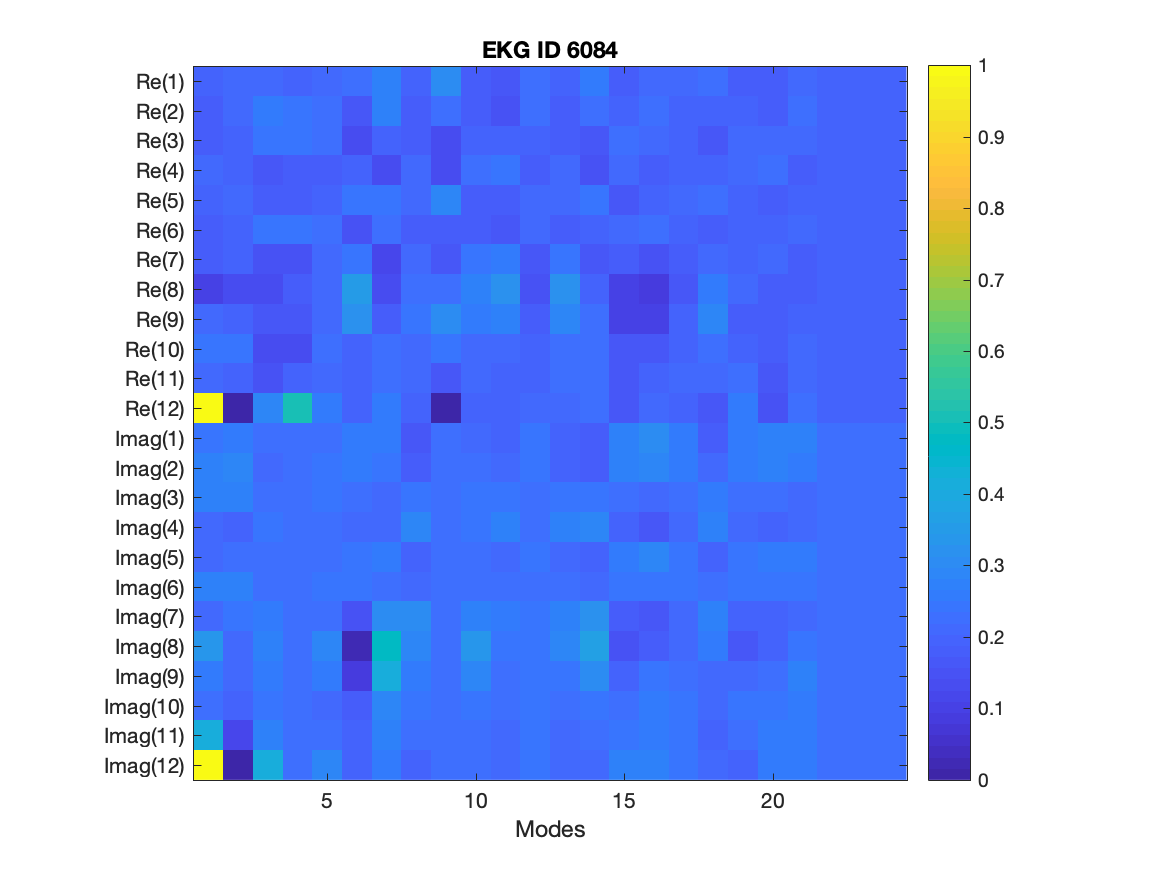 EKG ID 6084
Re(1)
Re(2)
Re(3)
Re(4)
Re(5)
Re(6)
Re(7)
Re(8)
Re(9)
Re(10)
Re(11)
Re(12)
Imag(1)
Imag(2)
Imag(3)
Imag(4)
Imag(5)
Imag(6)
Imag(7)
Imag(8)
Imag(9)
Imag(10)
Imag(11)
Imag(12)
5 10 15 20
Modes
1
0.9
0.8
0.7
0.6
0.5
0.4
0.3
0.2
0.1
0